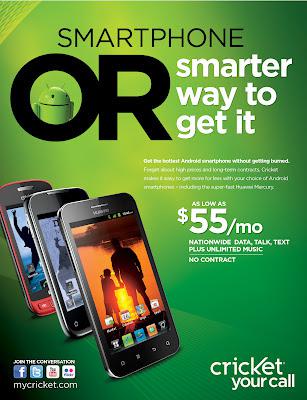 SMARTPHONE
OR smarter
way to
get it
Get the hottest Android smartphone without getting burned.
Forget about high prices and long-term contracts. Cricket
makes it easy to get more for less with your choice of Android
smartphones – including the super-fast Huawei Mercury.
AS LOW AS
$55/mo
NATIONWIDE DATA, TALK, TEXT
PLUS UNLIMITED MUSIC
NO CONTRACT
HUAWEI
JOIN THE CONVERSATION
mycricket.com
cricket
your call